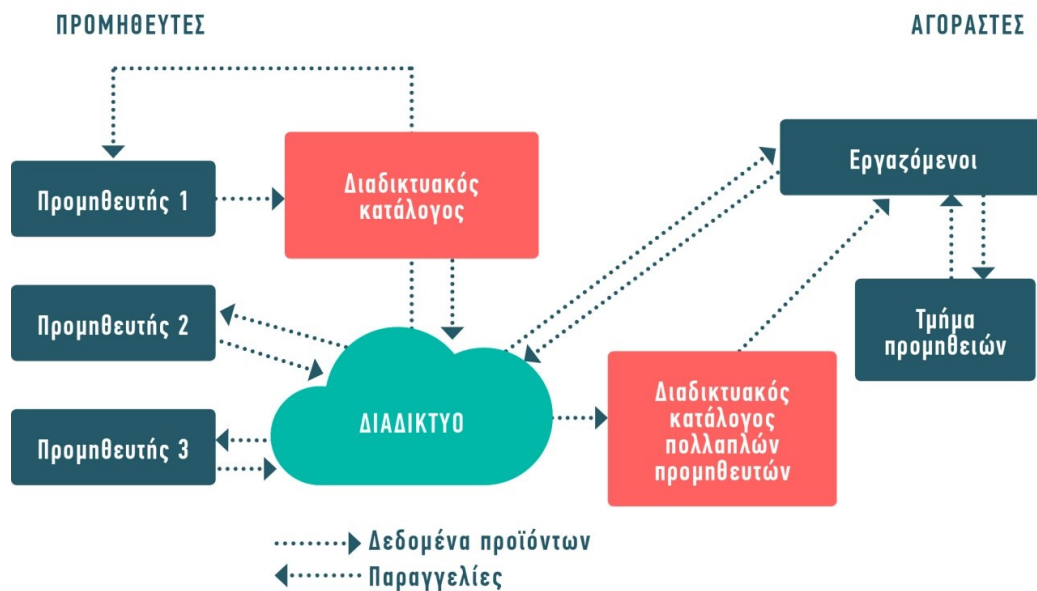 ΠΡΟΜΗΘΕΥΤΕΣ
ΑΓΟΡΑΣΤΕΣ
Προμηθευτής 1
Διαδικτυακός
κατάλογος
Εργαζόμενοι
Προμηθευτής 2
Τμήμα
προμηθειών
Προμηθευτής 3
ΔΙΑΔΙΚΤΥΟ
Διαδικτυακός
κατάλογος
πολλαπλών
προμηθευτών
Δεδομένα προϊόντων
Παραγγελίες